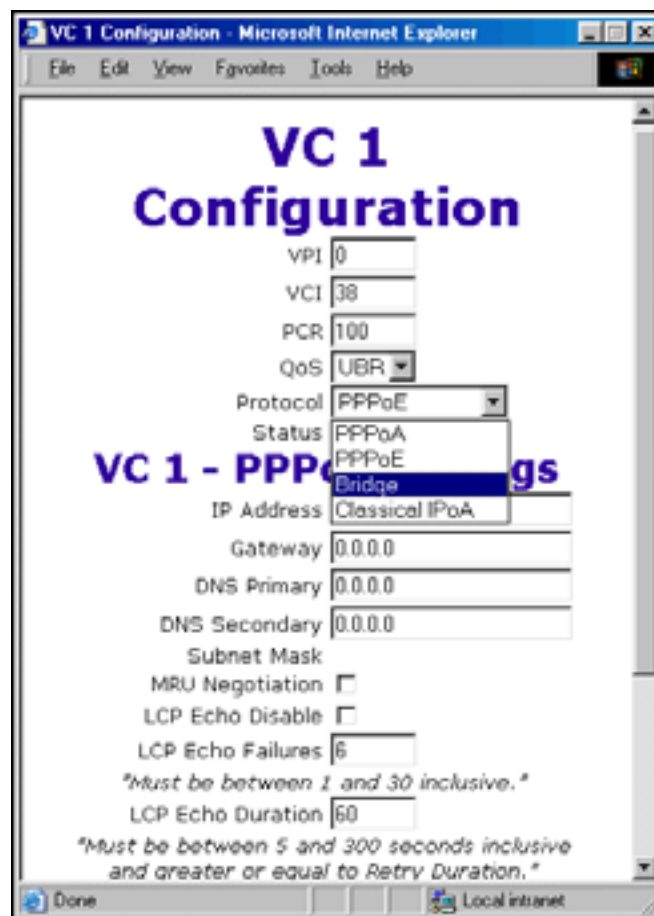 VC 1 Configuration - Microsoft Internet Explorer
File Edit View Favorites Tools Help
VC 1
Configuration
VPI 0
VCI 38
PCR 100
QoS UBR
Protocol PPPoE
Status PPPoA
PPPoE
VC 1 - PPPo gs
Bridge
IP Address Classical IPoA
Gateway 0.0.0.0
DNS Primary 0.0.0.0
DNS Secondary 0.0.0.0
Subnet Mask
MRU Negotiation
LCP Echo Disable
LCP Echo Failures 6
"Must be between 1 and 30 inclusive."
LCP Echo Duration 60
"Must be between 5 and 300 seconds inclusive
and greater or equal to Retry Duration."
Done Local intranet